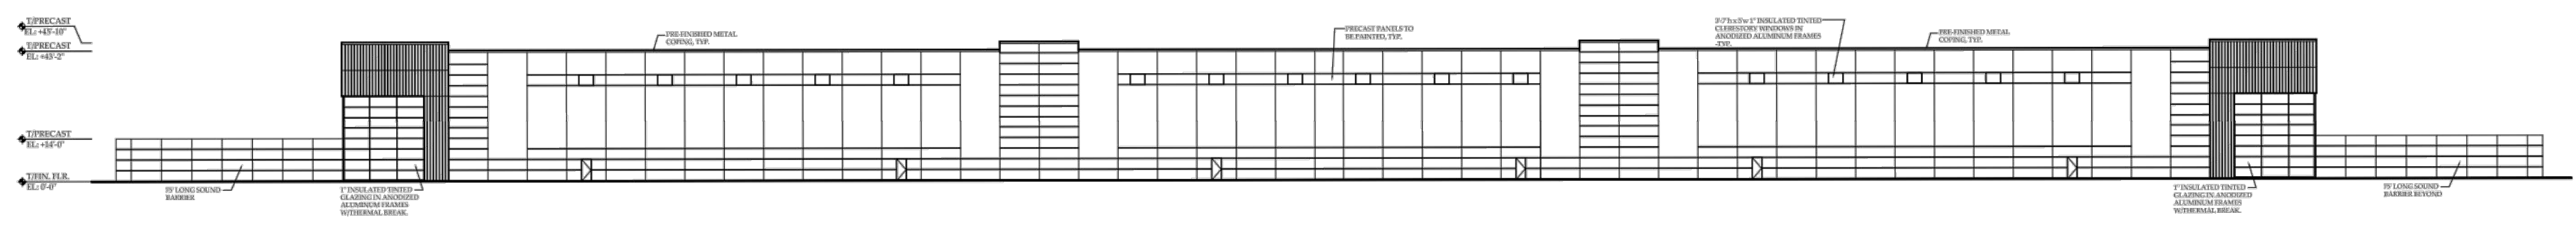 T/PRECAST
EL: +45'-10"
T/PRECAST
EL: +43'-2"
T/PRECAST
EL: +14'-0"
T/FIN. FLR.
EL: 0'-0"
PRE-FINISHED METAL
COPING, TYP.
PRECAST PANELS TO
BE PAINTED, TYP.
3'-7"h x 5'w 1" INSULATED TINTED
CLERESTORY WINDOWS IN
ANODIZED ALUMINUM FRAMES
-TYP.
PRE-FINISHED METAL
COPING, TYP.
LONG SOUND
BARRIER
1" INSULATED TINTED
GLAZING IN ANODIZED
ALUMINUM FRAMES
W/THERMAL BREAK.
1" INSULATED TINTED
GLAZING IN ANODIZED
ALUMINUM FRAMES
W/THERMAL BREAK.
LONG SOUND
BARRIER BEYOND